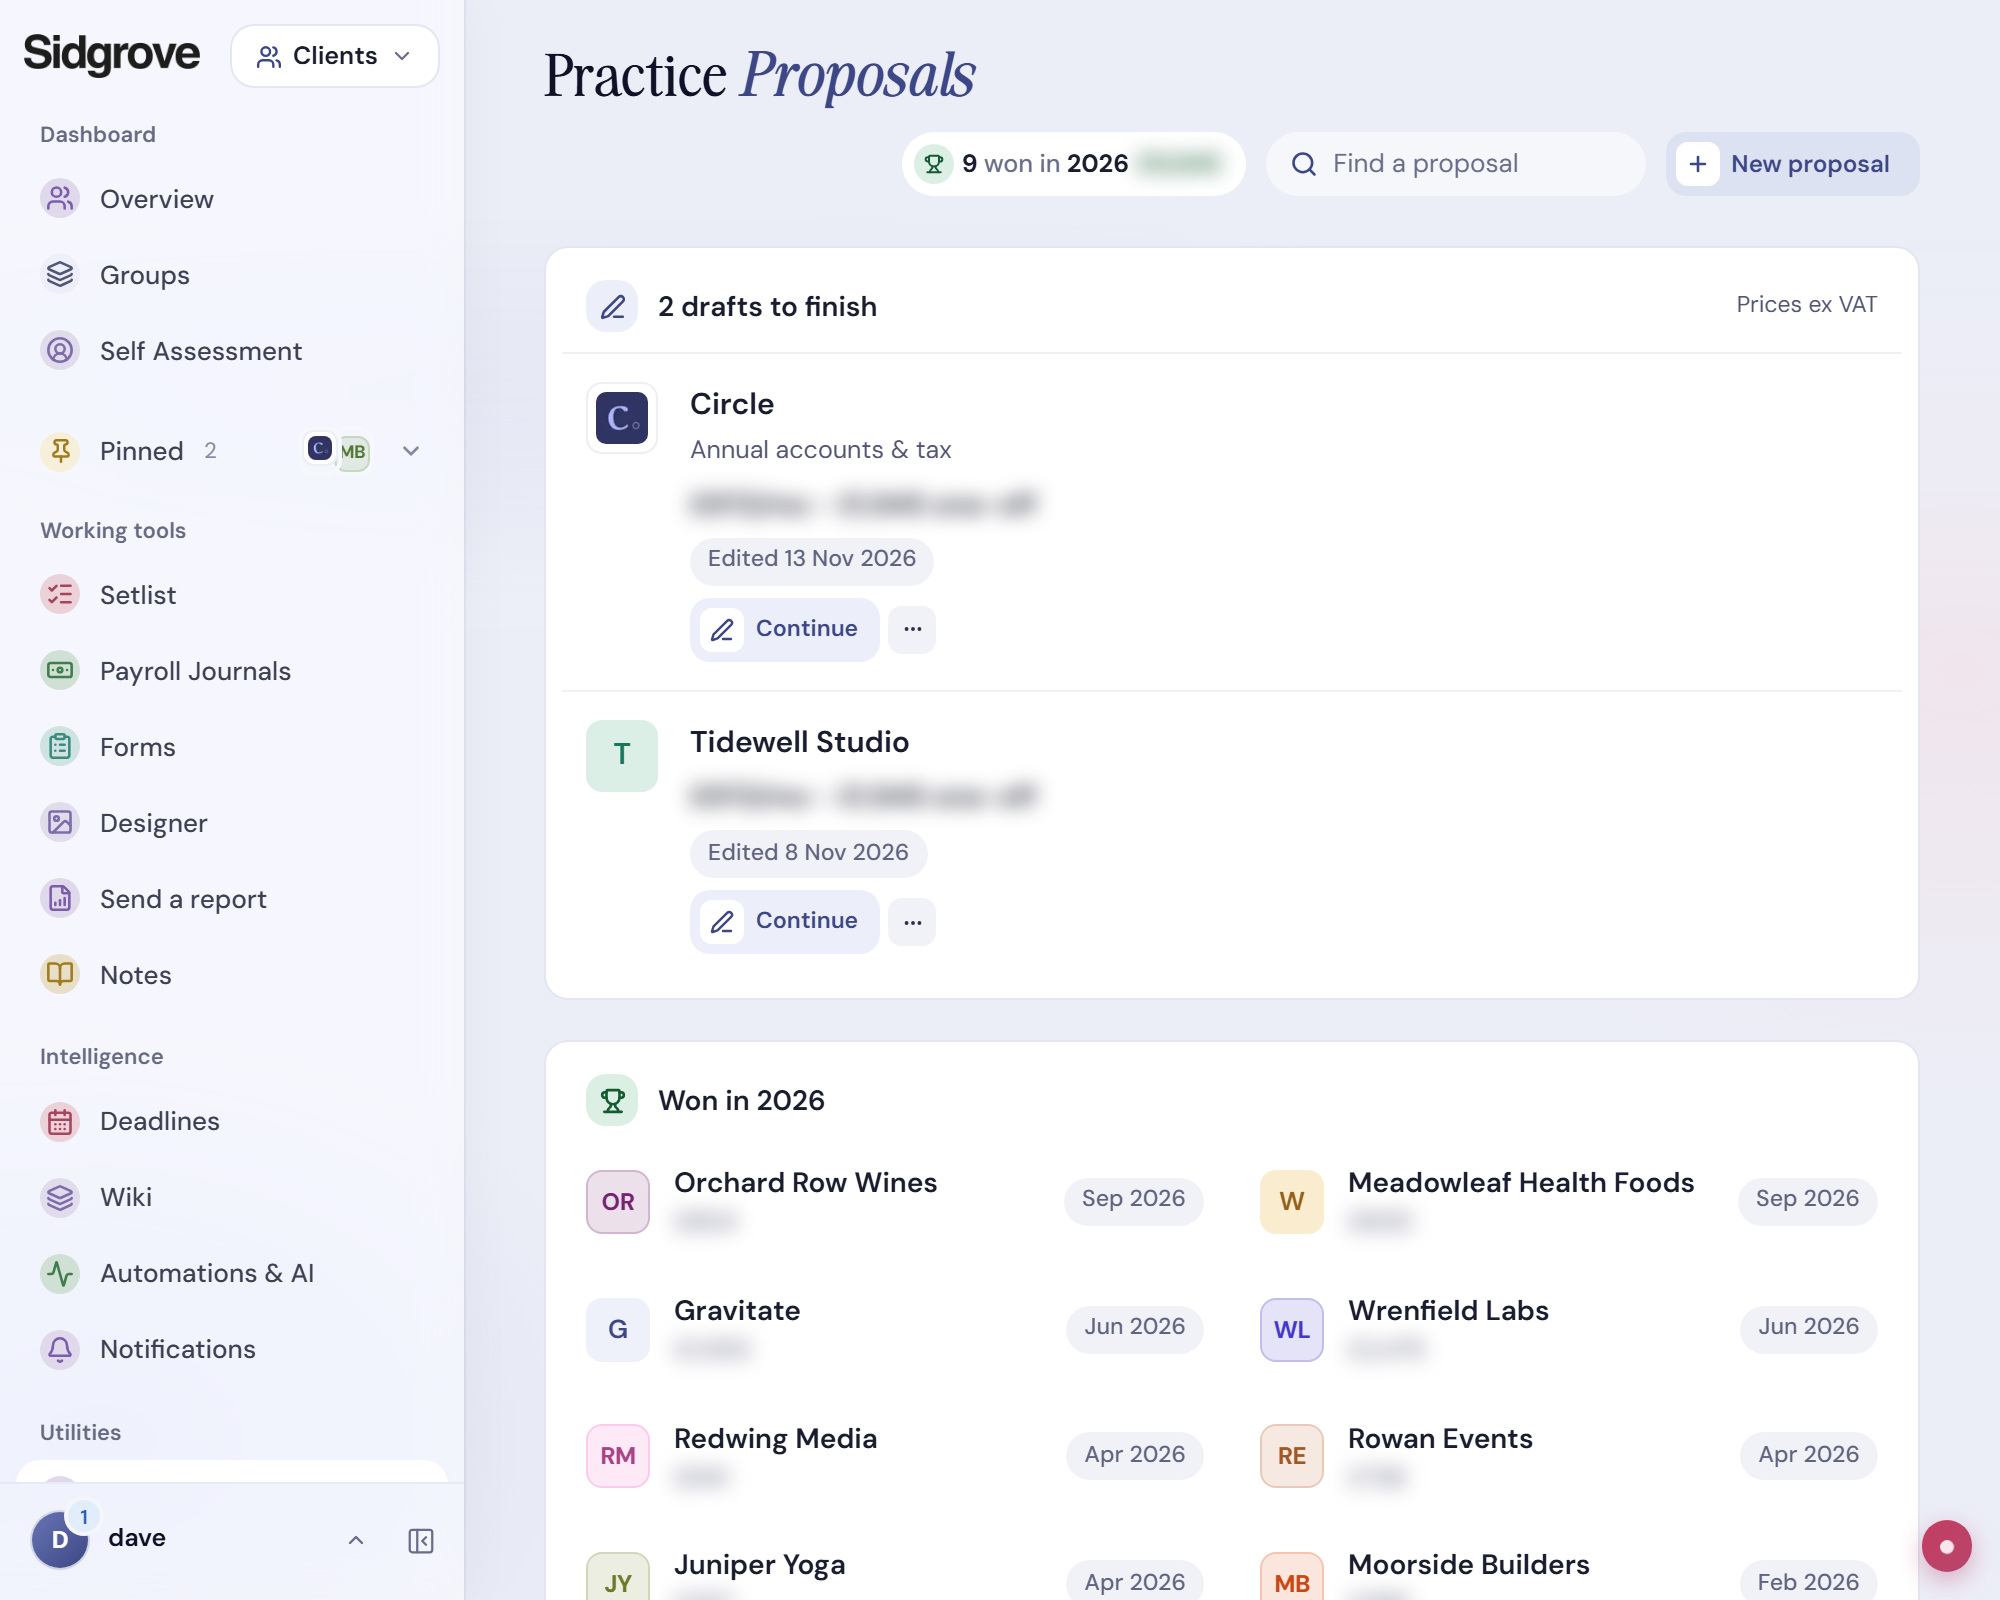 Sidgrove
Clients
Dashboard
Overview
Groups
Self Assessment
Pinned 2
C
MB
Working tools
Setlist
Payroll Journals
Forms
Designer
Send a report
Notes
Intelligence
Deadlines
Wiki
Automations & AI
Notifications
Utilities
D
1
dave
Practice Proposals
9 won in 2026
Find a proposal
New proposal
2 drafts to finish
Prices ex VAT
C
Circle
Annual accounts & tax
Edited 13 Nov 2026
Continue
T
Tidewell Studio
Edited 8 Nov 2026
Continue
Won in 2026
OR
Orchard Row Wines
Sep 2026
W
Meadowleaf Health Foods
Sep 2026
G
Gravitate
Jun 2026
WL
Wrenfield Labs
Jun 2026
RM
Redwing Media
Apr 2026
RE
Rowan Events
Apr 2026
JY
Juniper Yoga
Apr 2026
MB
Moorside Builders
Feb 2026